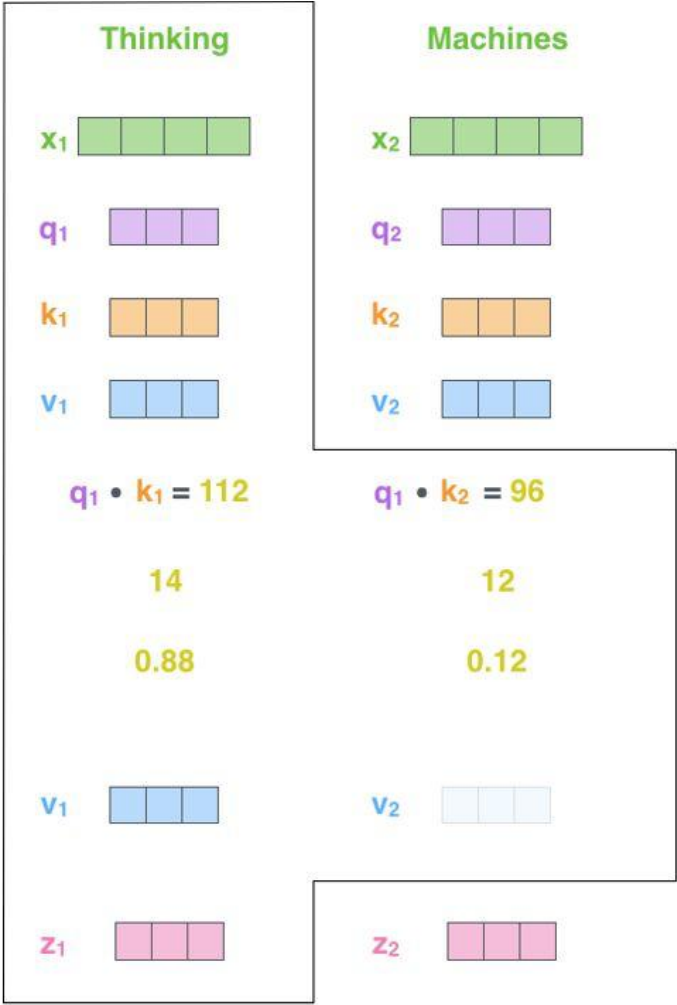 Thinking Machines
x₁ x₂
q₁ q₂
k₁ k₂
v₁ v₂
q₁ • k₁ = 112 q₁ • k₂ = 96
14 12
0.88 0.12
v₁ v₂
z₁ z₂